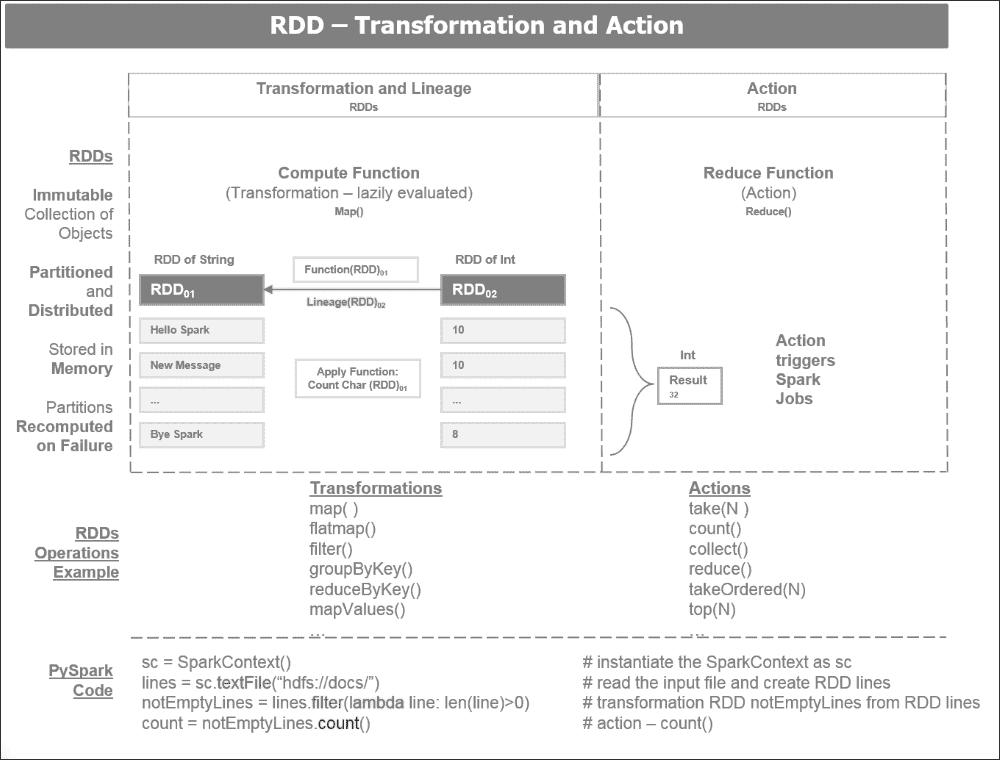 RDD – Transformation and Action
Transformation and Lineage
RDDs
Action
RDDs
RDDs
Immutable
Collection of
Objects
Partitioned
and
Distributed
Stored in
Memory
Partitions
Recomputed
on Failure
Compute Function
(Transformation – lazily evaluated)
Map()
RDD of String
RDD01
Hello Spark
New Message
...
Bye Spark
Function(RDD)01
Lineage(RDD)02
Apply Function:
Count Char (RDD)01
RDD of Int
RDD02
10
10
...
8
Reduce Function
(Action)
Reduce()
Int
Result
32
Action
triggers
Spark
Jobs
RDDs
Operations
Example
Transformations
map( )
flatmap()
filter()
groupByKey()
reduceByKey()
mapValues()
...
Actions
take(N )
count()
collect()
reduce()
takeOrdered(N)
top(N)
...
PySpark
Code
sc = SparkContext() # instantiate the SparkContext as sc
lines = sc.textFile(“hdfs://docs/”) # read the input file and create RDD lines
notEmptyLines = lines.filter(lambda line: len(line)>0) # transformation RDD notEmptyLines from RDD lines
count = notEmptyLines.count() # action – count()